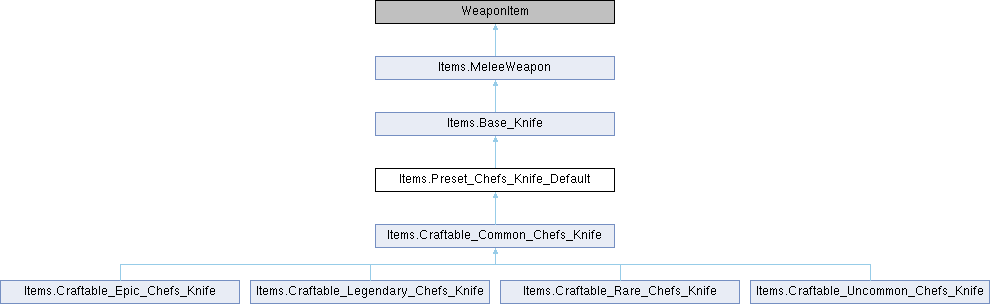 WeaponItem
Items.MeleeWeapon
Items.Base_Knife
Items.Preset_Chefs_Knife_Default
Items.Craftable_Common_Chefs_Knife
Items.Craftable_Epic_Chefs_Knife
Items.Craftable_Legendary_Chefs_Knife
Items.Craftable_Rare_Chefs_Knife
Items.Craftable_Uncommon_Chefs_Knife